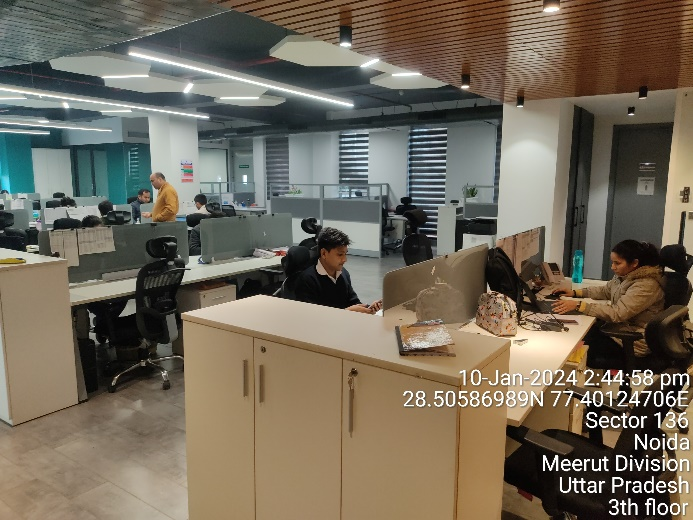 10-Jan-2024 2:44:58 pm
28.50586989N 77.40124706E
Sector 136
Noida
Meerut Division
Uttar Pradesh
3th floor